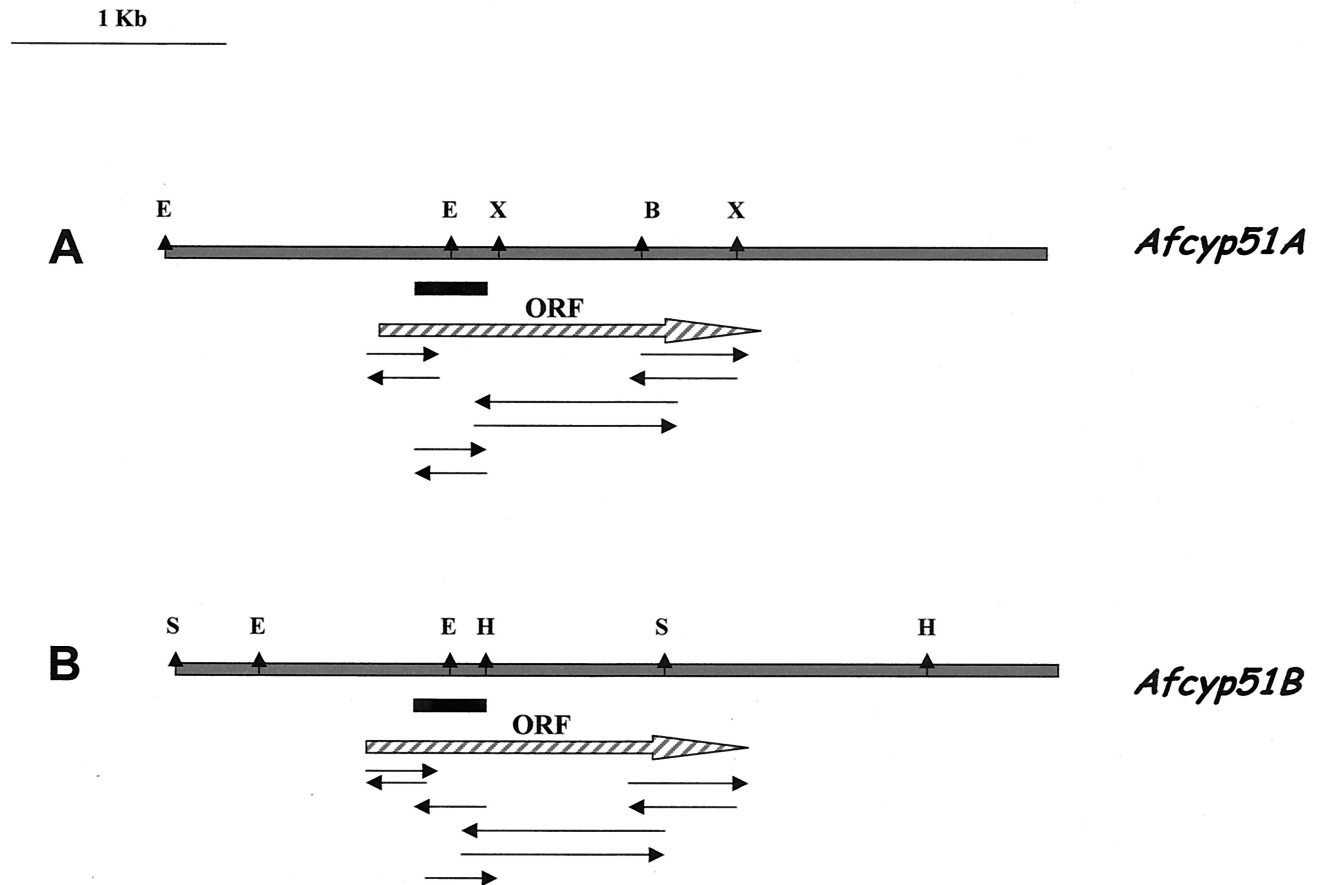 1 Kb
E E X B X
A
Afcyp51A
ORF
S E E H S H
B
Afcyp51B
ORF